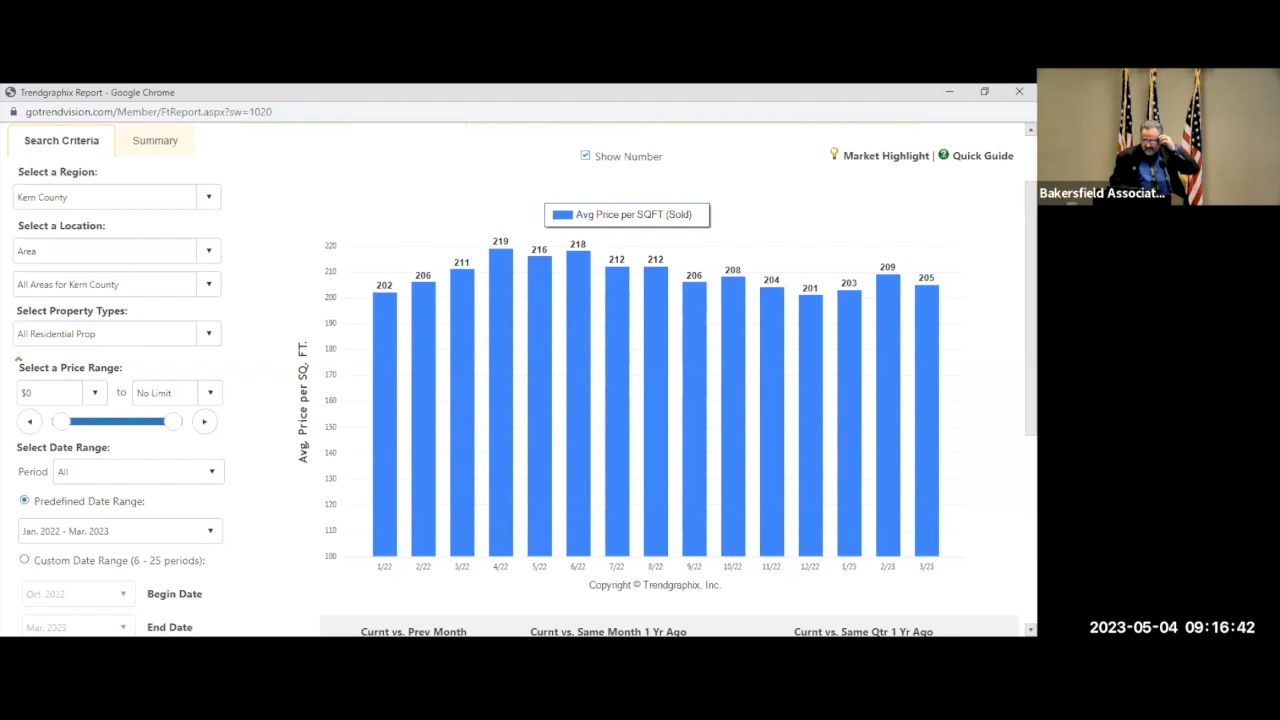 Trendgraphix Report - Google Chrome
gotrendvision.com/Member/FtReport.aspx?sw=1020
Search Criteria
Summary
Select a Region:
Kern County
Select a Location:
Area
All Areas for Kern County
Select Property Types:
All Residential Prop
Select a Price Range:
$0
to
No Limit
Select Date Range:
Period
All
Predefined Date Range:
Jan. 2022 - Mar. 2023
Custom Date Range (6 - 25 periods):
Oct. 2022
Begin Date
Mar. 2023
End Date
Show Number
Market Highlight | Quick Guide
Avg Price per SQFT (Sold)
Avg. Price per SQ. FT.
220
210
200
190
180
170
160
150
140
130
120
110
100
202
206
211
219
216
218
212
212
206
208
204
201
203
209
205
1/22
2/22
3/22
4/22
5/22
6/22
7/22
8/22
9/22
10/22
11/22
12/22
1/23
2/23
3/23
Copyright © Trendgraphix, Inc.
Curnt vs. Prev Month
Curnt vs. Same Month 1 Yr Ago
Curnt vs. Same Qtr 1 Yr Ago
Bakersfield Associat...
2023-05-04 09:16:42